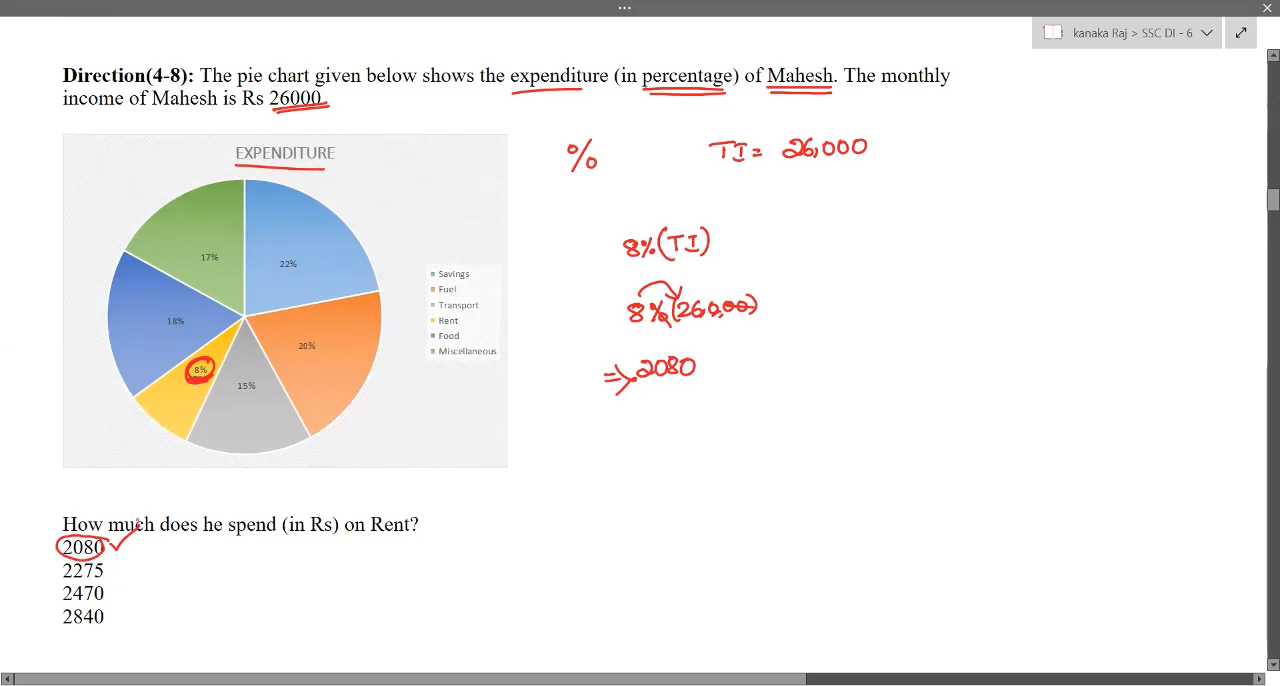 kanaka Raj > SSC DI - 6
Direction(4-8): The pie chart given below shows the expenditure (in percentage) of Mahesh. The monthly
income of Mahesh is Rs 26000
EXPENDITURE
% TI = 26,000
17%
22%
8% (TI)
Savings
Fuel
Transport
Rent
Food
Miscellaneous
8% (26,000)
18%
20%
8%
15%
=> 2080
How much does he spend (in Rs) on Rent?
2080
2275
2470
2840